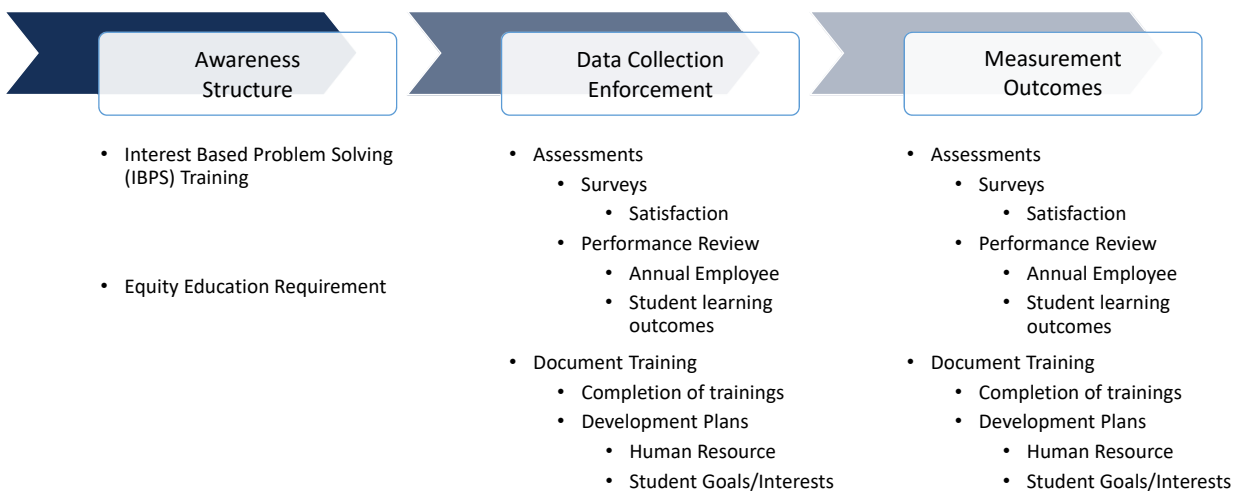 Awareness
Structure
• Interest Based Problem Solving
(IBPS) Training
• Equity Education Requirement
Data Collection
Enforcement
• Assessments
• Surveys
• Satisfaction
• Performance Review
• Annual Employee
• Student learning
outcomes
• Document Training
• Completion of trainings
• Development Plans
• Human Resource
• Student Goals/Interests
Measurement
Outcomes
• Assessments
• Surveys
• Satisfaction
• Performance Review
• Annual Employee
• Student learning
outcomes
• Document Training
• Completion of trainings
• Development Plans
• Human Resource
• Student Goals/Interests